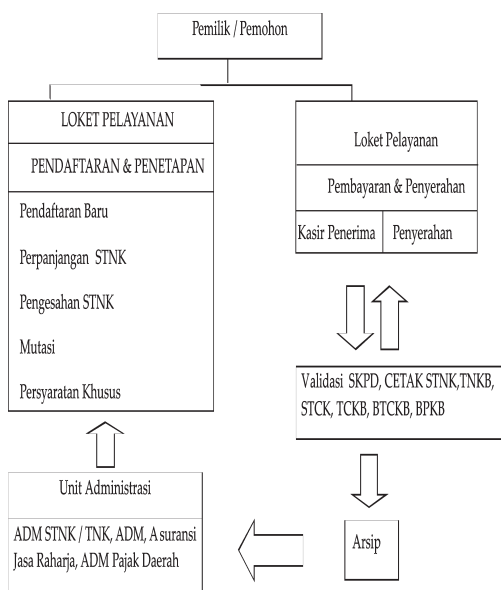 Pemilik / Pemohon
LOKET PELAYANAN
PENDAFTARAN & PENETAPAN
Pendaftaran Baru
Perpanjangan STNK
Pengesahan STNK
Mutasi
Persyaratan Khusus
Loket Pelayanan
Pembayaran & Penyerahan
Kasir Penerima
Penyerahan
Validasi SKPD, CETAK STNK,TNKB,
STCK, TCKB, BTCKB, BPKB
Unit Administrasi
ADM STNK / TNK, ADM, A suransi
Jasa Raharja, ADM Pajak Daerah
Arsip